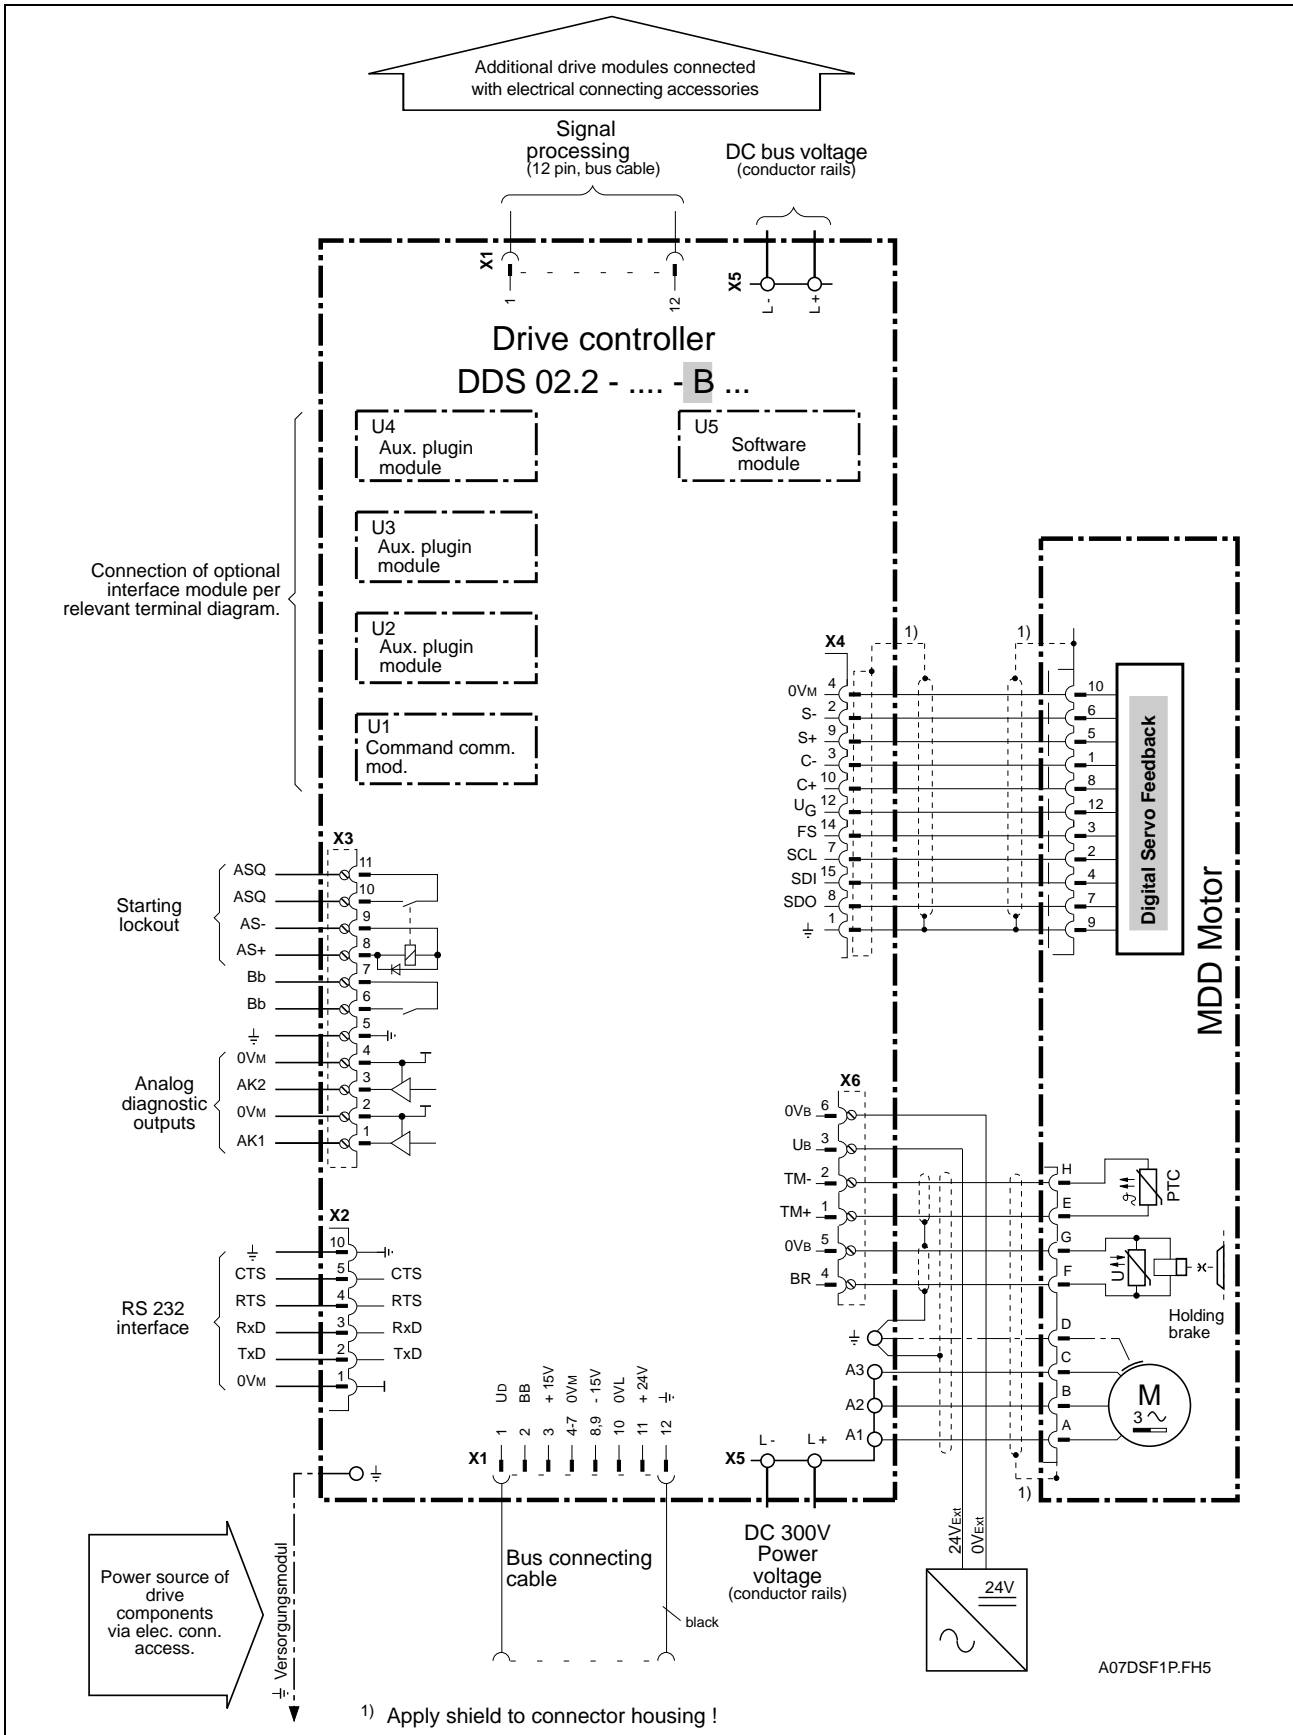 Additional drive modules connected
with electrical connecting accessories
Signal
processing
(12 pin, bus cable)
DC bus voltage
(conductor rails)
X1
1
12
X5
L -
L+
Drive controller
DDS 02.2 - .... - B ...
U4
Aux. plugin
module
U5
Software
module
U3
Aux. plugin
module
U2
Aux. plugin
module
U1
Command comm.
mod.
Connection of optional
interface module per
relevant terminal diagram.
X4
1)
1)
0VM 4
10
S- 2
6
S+ 9
5
C- 3
1
C+ 10
8
UG 12
12
FS 14
3
SCL 7
2
SDI 15
4
SDO 8
7
1
9
Digital Servo Feedback
MDD Motor
X3
Starting
lockout
ASQ 11
ASQ 10
AS- 9
AS+ 8
Bb 7
Bb 6
5
Analog
diagnostic
outputs
0VM 4
AK2 3
0VM 2
AK1 1
X6
0VB 6
UB 3
TM- 2
H
TM+ 1
E
PTC
ϑ
0VB 5
G
BR 4
F
U
Holding
brake
D
A3
C
A2
B
A1
A
M
3
1)
X2
RS 232
interface
10
CTS 5 CTS
RTS 4 RTS
RxD 3 RxD
TxD 2 TxD
0VM 1
X1
1 UD
2 BB
3 + 15V
4-7 0VM
8,9 - 15V
10 0VL
11 + 24V
12
X5
L -
L +
Bus connecting
cable
black
DC 300V
Power
voltage
(conductor rails)
24VExt
0VExt
24V
Power source of
drive
components
via elec. conn.
access.
Versorgungsmodul
A07DSF1P.FH5
1) Apply shield to connector housing !